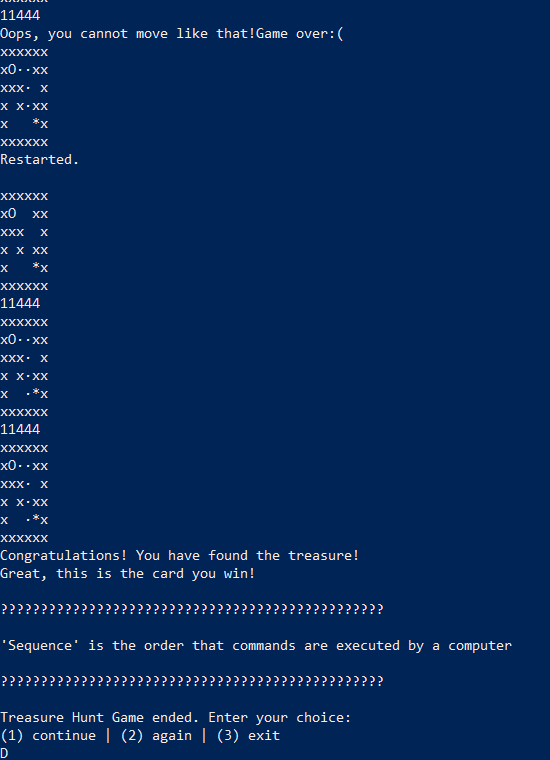 11444
Oops, you cannot move like that!Game over:(
xxxxxx
xO··xx
xxx· x
x x·xx
x   *x
xxxxxx
Restarted.
xxxxxx
xO  xx
xxx  x
x x xx
x   *x
xxxxxx
11444
xxxxxx
xO··xx
xxx· x
x x·xx
x  ·*x
xxxxxx
11444
xxxxxx
xO··xx
xxx· x
x x·xx
x  ·*x
xxxxxx
Congratulations! You have found the treasure!
Great, this is the card you win!
????????????????????????????????????????????????
'Sequence' is the order that commands are executed by a computer
????????????????????????????????????????????????
Treasure Hunt Game ended. Enter your choice:
(1) continue | (2) again | (3) exit
D